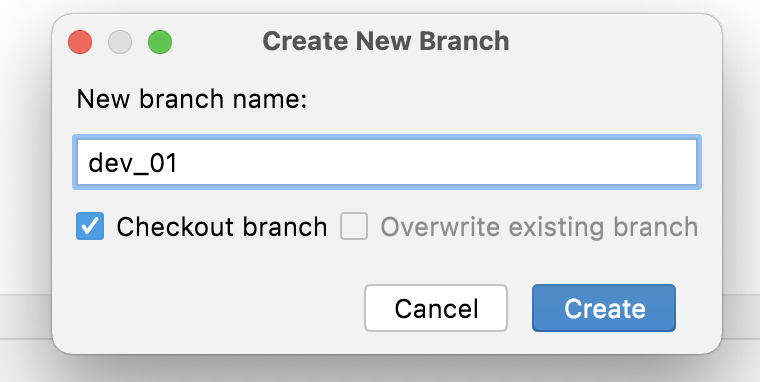 Create New Branch
New branch name:
dev_01
Checkout branch Overwrite existing branch
Cancel Create